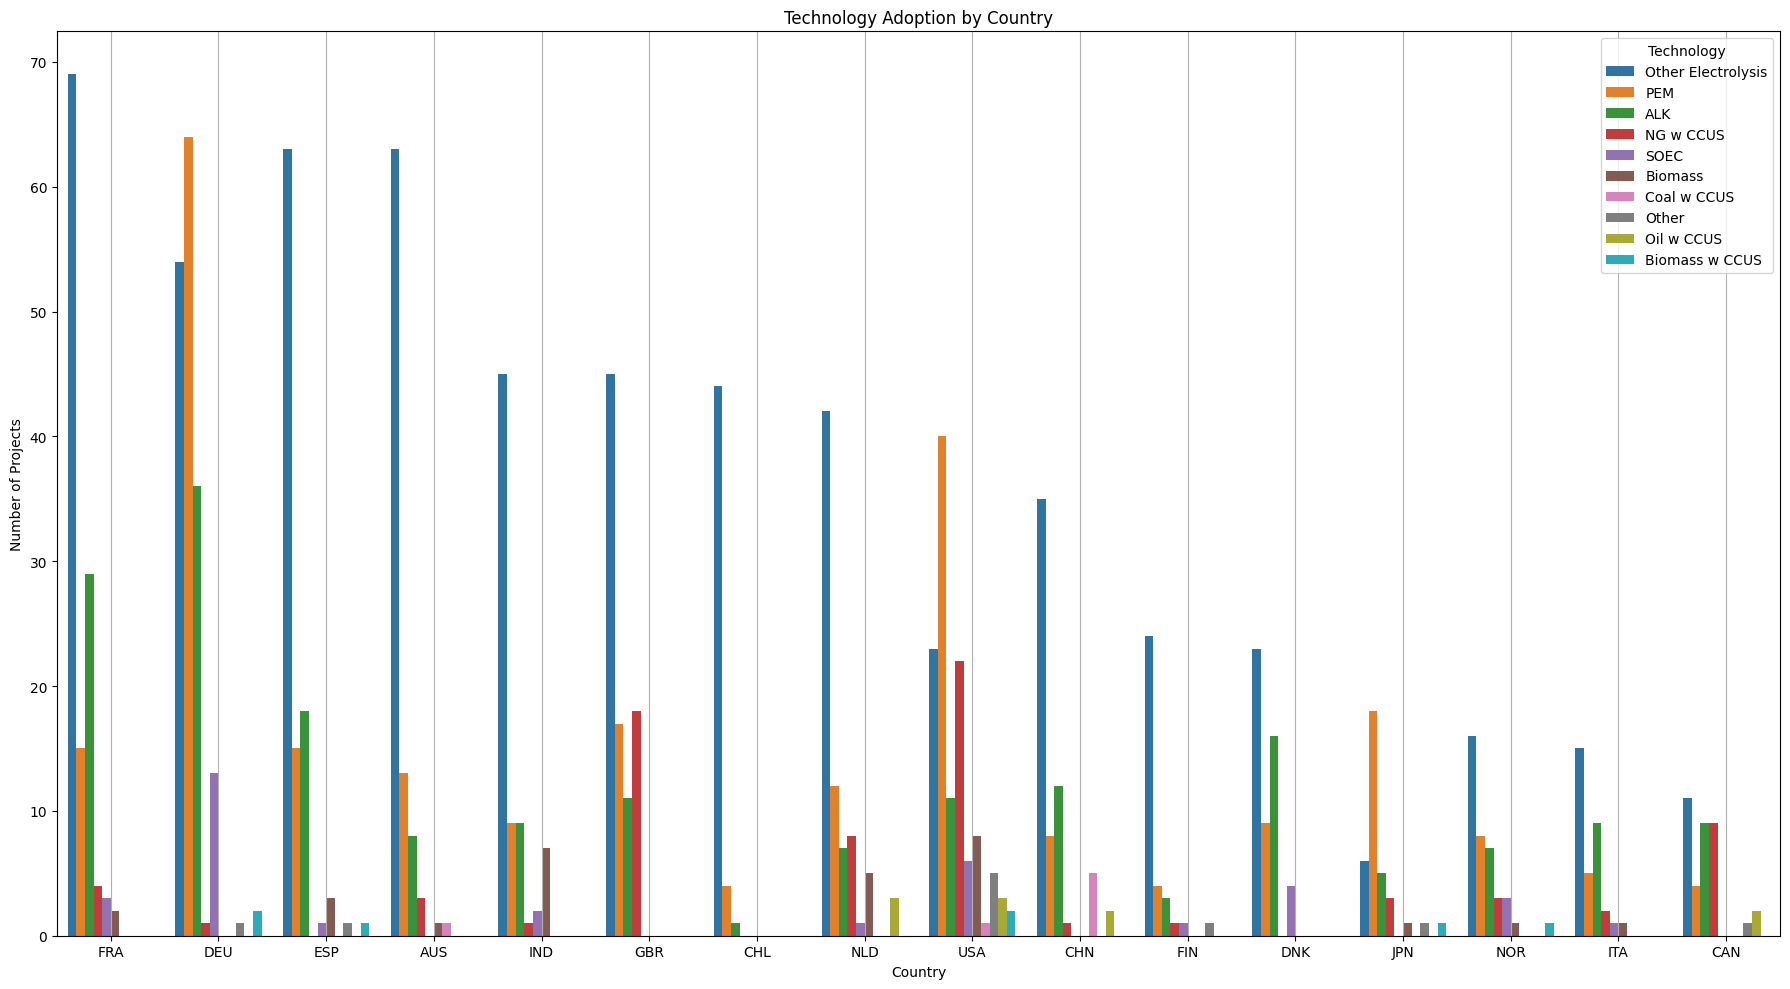 Technology Adoption by Country
Technology
Other Electrolysis
PEM
ALK
NG w CCUS
SOEC
Biomass
Coal w CCUS
Other
Oil w CCUS
Biomass w CCUS
Number of Projects
70
60
50
40
30
20
10
0
FRA DEU ESP AUS IND GBR CHL NLD USA CHN FIN DNK JPN NOR ITA CAN
Country